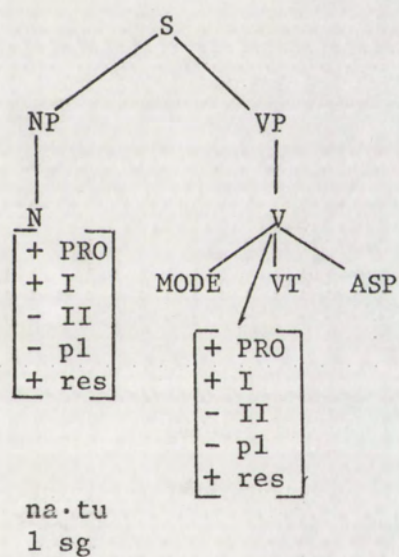 S
NP VP
N V
+ PRO
+ I
- II
- pl
+ res
MODE VT ASP
+ PRO
+ I
- II
- pl
+ res
na·tu
1 sg